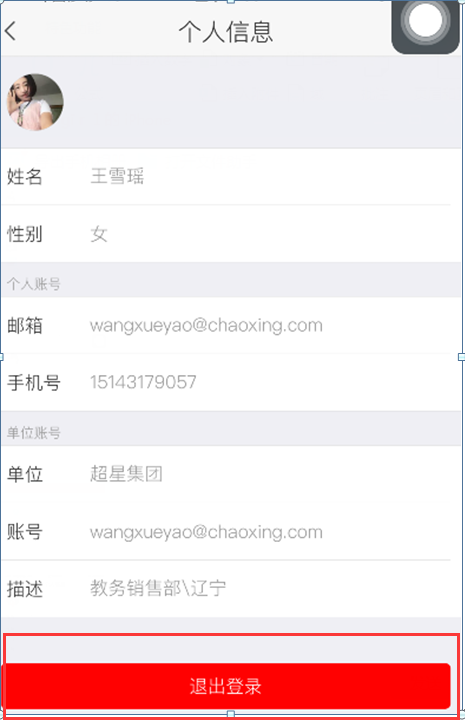 个人信息
姓名 王雪瑶
性别 女
个人账号
邮箱 wangxueyao@chaoxing.com
手机号 15143179057
单位账号
单位 超星集团
账号 wangxueyao@chaoxing.com
描述 教务销售部\辽宁
退出登录